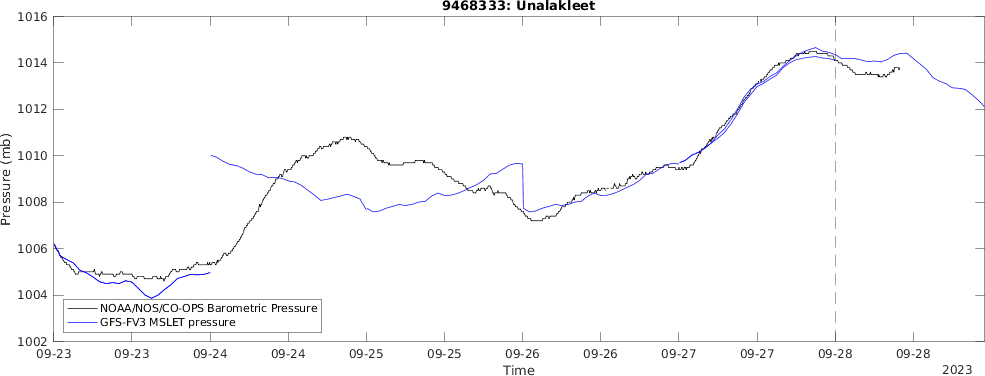 9468333: Unalakleet
1016
1014
1012
1010
1008
1006
1004
1002
Pressure (mb)
NOAA/NOS/CO-OPS Barometric Pressure
GFS-FV3 MSLET pressure
09-23 09-23 09-24 09-24 09-25 09-25 09-26 09-26 09-27 09-27 09-28 09-28
Time
2023